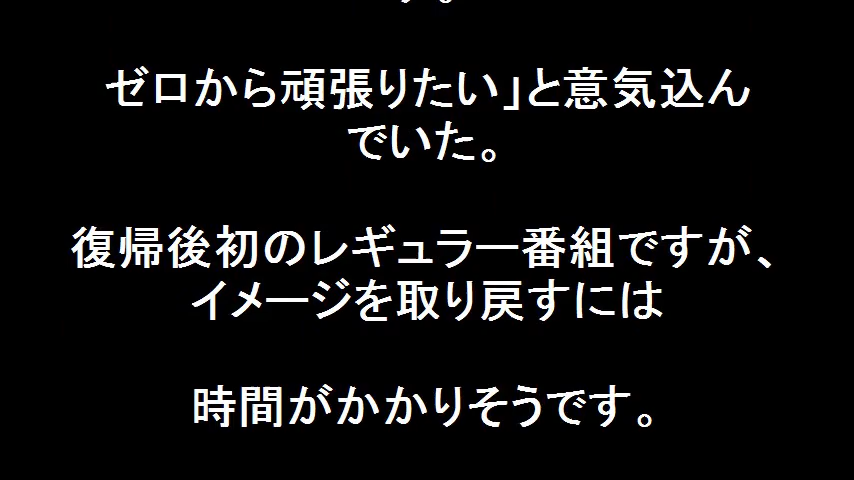 ゼロから頑張りたい」と意気込ん
でいた。
復帰後初のレギュラー番組ですが、
イメージを取り戻すには
時間がかかりそうです。